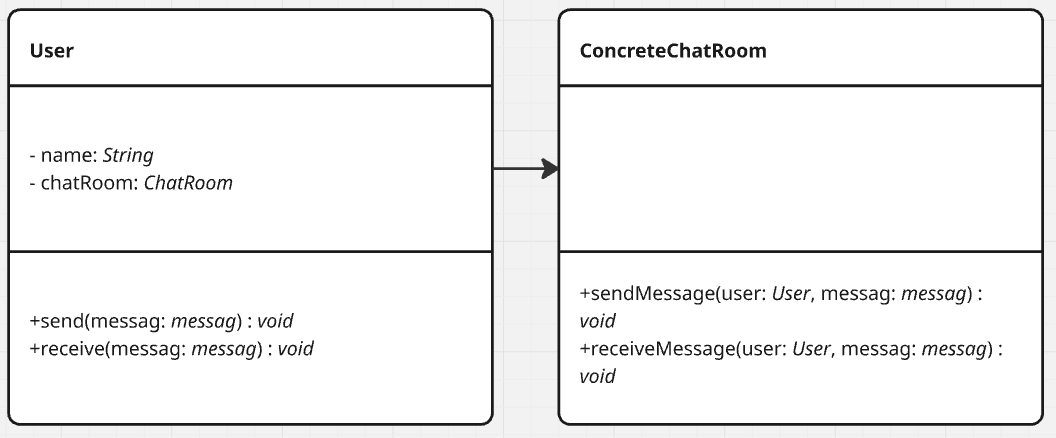 User
- name: String
- chatRoom: ChatRoom
+send(messag: messag) : void
+receive(messag: messag) : void
ConcreteChatRoom
+sendMessage(user: User, messag: messag) :
void
+receiveMessage(user: User, messag: messag) :
void